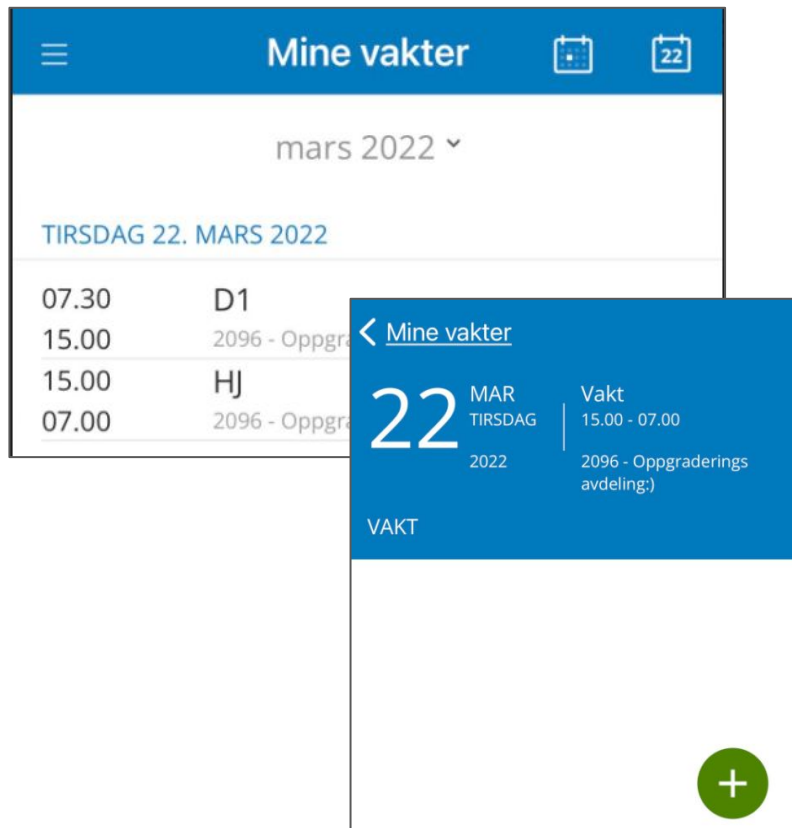 Mine vakter
22
mars 2022
TIRSDAG 22. MARS 2022
07.30 D1
15.00 2096 - Oppgra
15.00 HJ
07.00 2096 - Oppgra
Mine vakter
22 MAR Vakt
TIRSDAG 15.00 - 07.00
2022 2096 - Oppgraderings
avdeling:)
VAKT